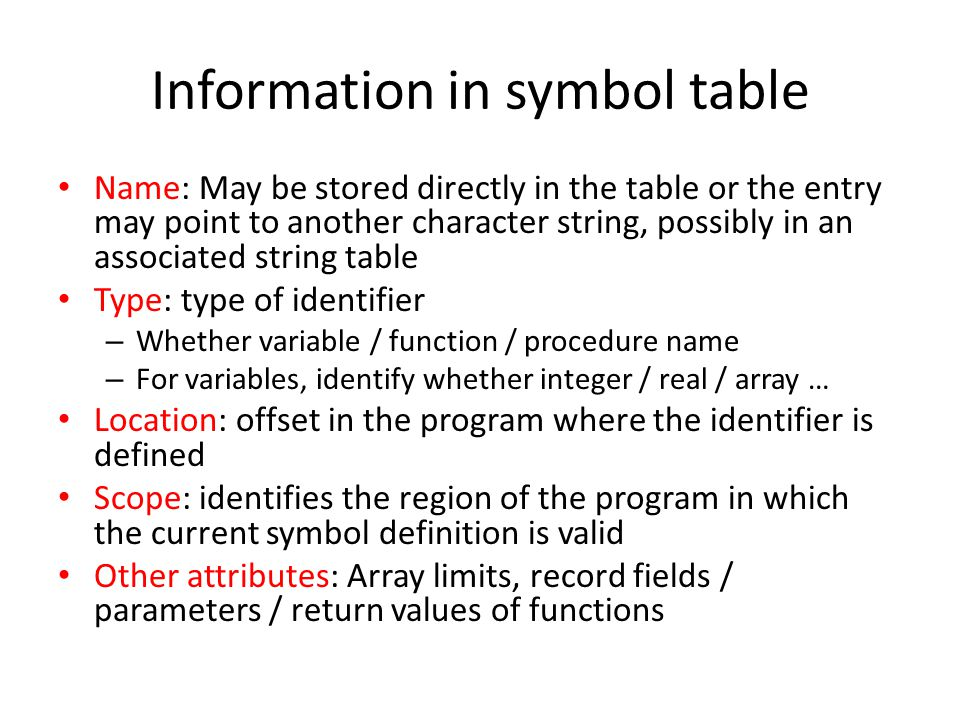 Information in symbol table
• Name: May be stored directly in the table or the entry
may point to another character string, possibly in an
associated string table
• Type: type of identifier
– Whether variable / function / procedure name
– For variables, identify whether integer / real / array …
• Location: offset in the program where the identifier is
defined
• Scope: identifies the region of the program in which
the current symbol definition is valid
• Other attributes: Array limits, record fields /
parameters / return values of functions